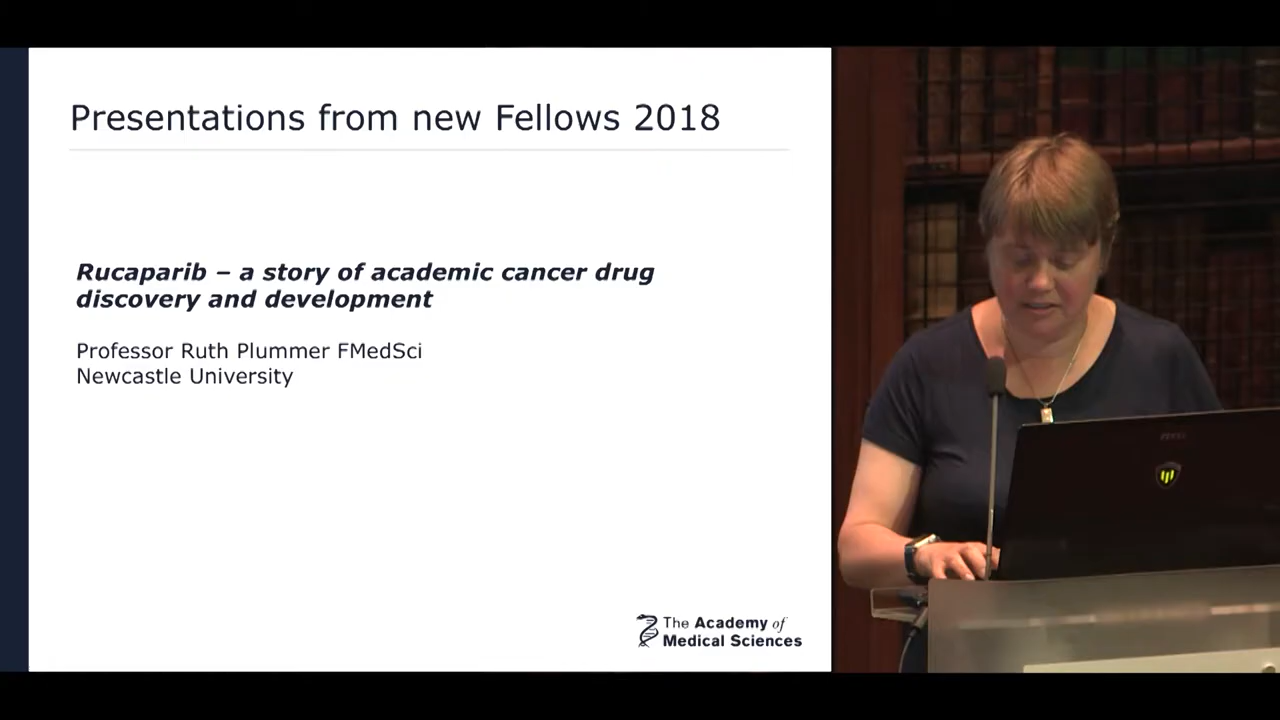 Presentations from new Fellows 2018
Rucaparib – a story of academic cancer drug
discovery and development
Professor Ruth Plummer FMedSci
Newcastle University
The Academy of
Medical Sciences